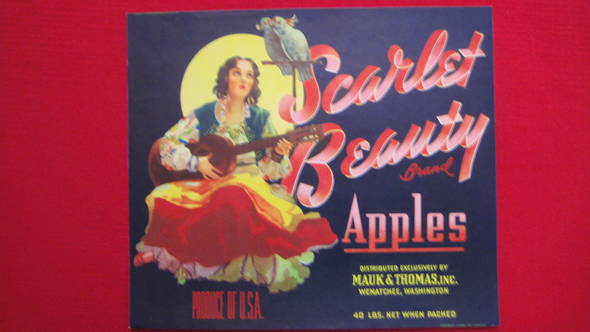 Scarlet
Beauty
Brand
Apples
DISTRIBUTED EXCLUSIVELY BY
MAUK & THOMAS, INC.
WENATCHEE, WASHINGTON
PRODUCE OF U.S.A.
40 LBS. NET WHEN PACKED